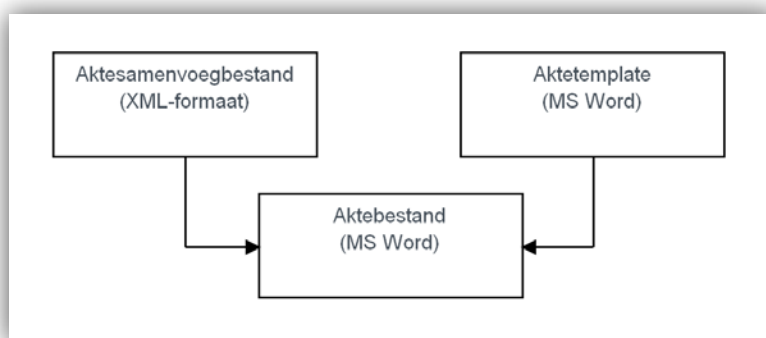 Aktesamenvoegbestand
(XML-formaat)
Aktetemplate
(MS Word)
Aktebestand
(MS Word)